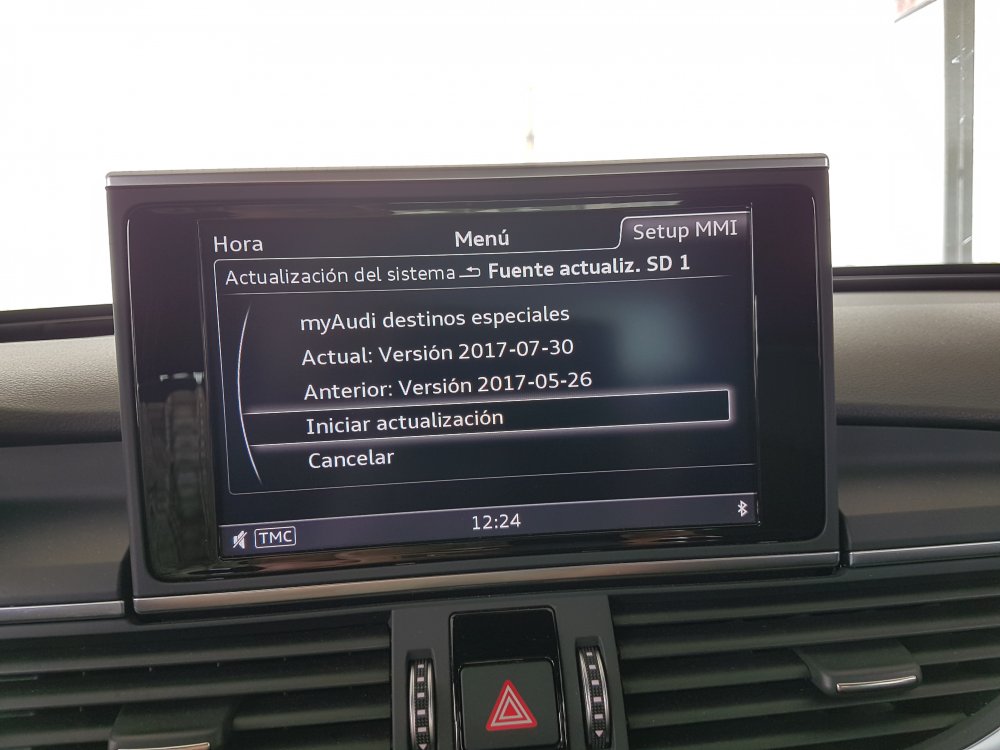 Hora Menú Setup MMI
Actualización del sistema Fuente actualiz. SD 1
myAudi destinos especiales
Actual: Versión 2017-07-30
Anterior: Versión 2017-05-26
Iniciar actualización
Cancelar
TMC 12:24